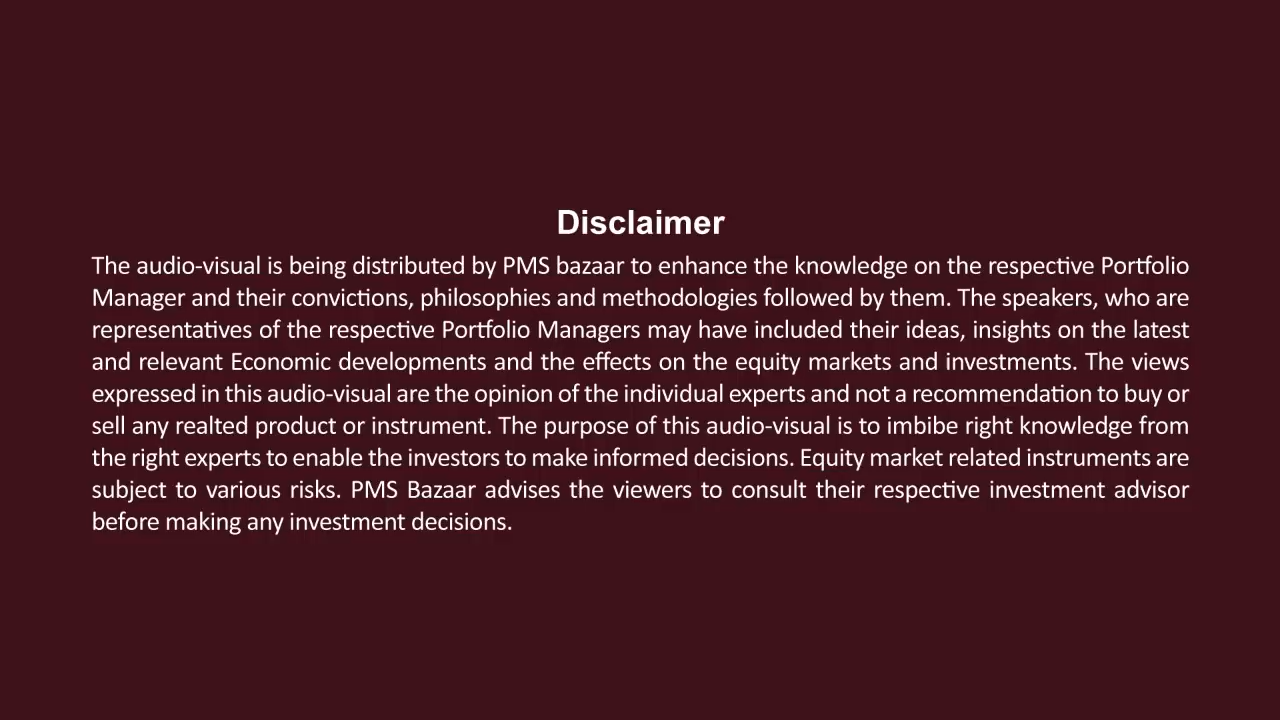 Disclaimer
The audio-visual is being distributed by PMS bazaar to enhance the knowledge on the respective Portfolio
Manager and their convictions, philosophies and methodologies followed by them. The speakers, who are
representatives of the respective Portfolio Managers may have included their ideas, insights on the latest
and relevant Economic developments and the effects on the equity markets and investments. The views
expressed in this audio-visual are the opinion of the individual experts and not a recommendation to buy or
sell any realted product or instrument. The purpose of this audio-visual is to imbibe right knowledge from
the right experts to enable the investors to make informed decisions. Equity market related instruments are
subject to various risks. PMS Bazaar advises the viewers to consult their respective investment advisor
before making any investment decisions.